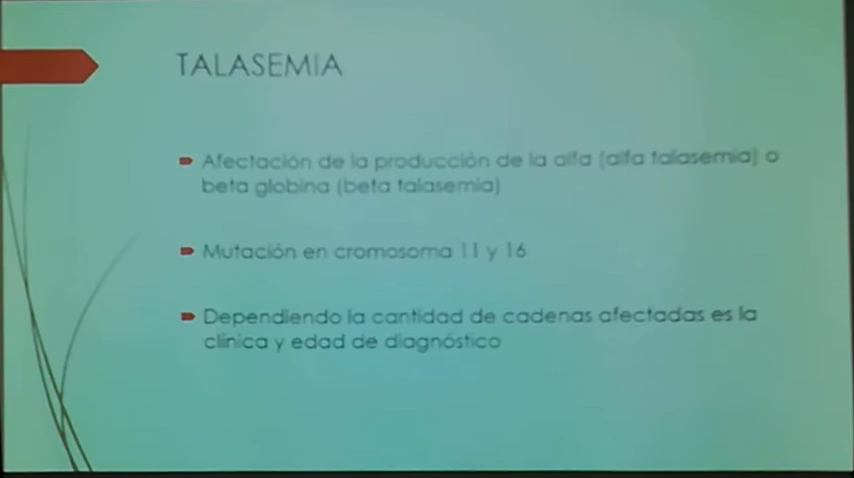 TALASEMIA
Afectación de la producción de la alfa (alfa talasemia) o
beta globina (beta talasemia)
Mutación en cromosoma 11 y 16
Dependiendo la cantidad de cadenas afectadas es la
clínica y edad de diagnóstico